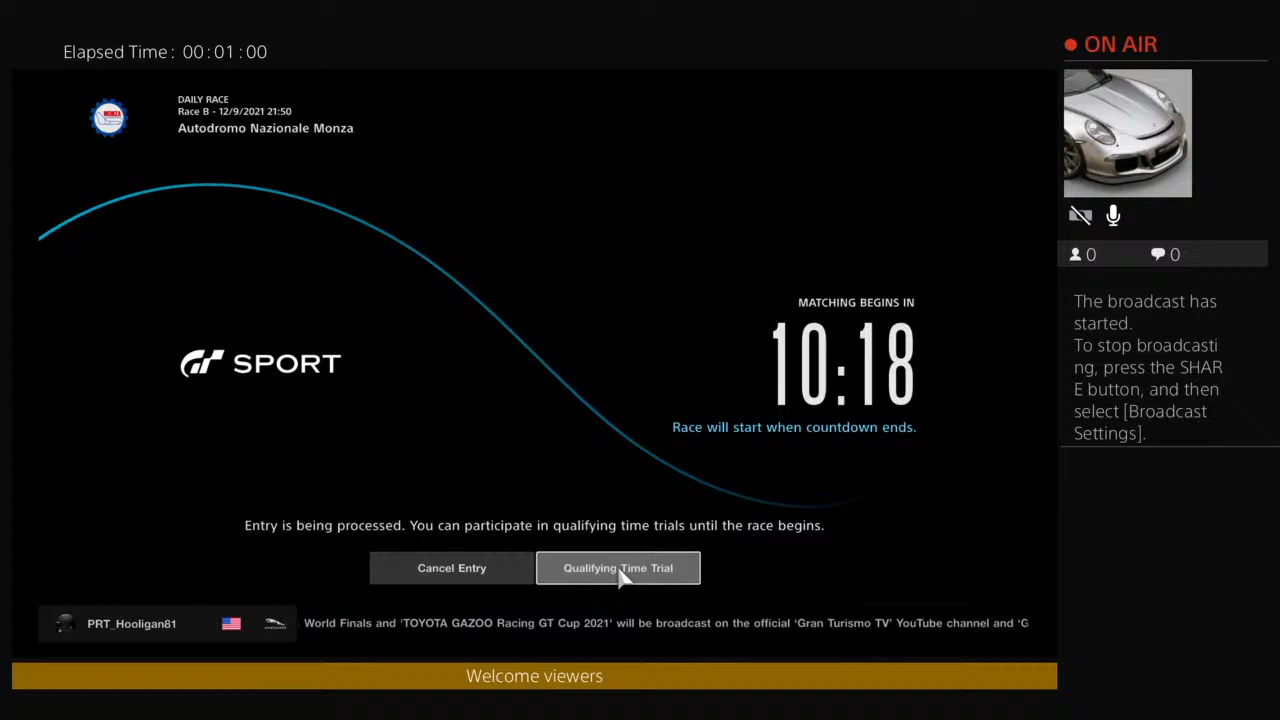 Elapsed Time: 00:01:00
ON AIR
DAILY RACE
Race B - 12/9/2021 21:50
Autodromo Nazionale Monza
MONZA
0 0
MATCHING BEGINS IN
10:18
Race will start when countdown ends.
GT SPORT
The broadcast has
started.
To stop broadcasti
ng, press the SHAR
E button, and then
select [Broadcast
Settings].
Entry is being processed. You can participate in qualifying time trials until the race begins.
Cancel Entry
Qualifying Time Trial
PRT_Hooligan81
World Finals and 'TOYOTA GAZOO Racing GT Cup 2021' will be broadcast on the official 'Gran Turismo TV' YouTube channel and 'G
Welcome viewers